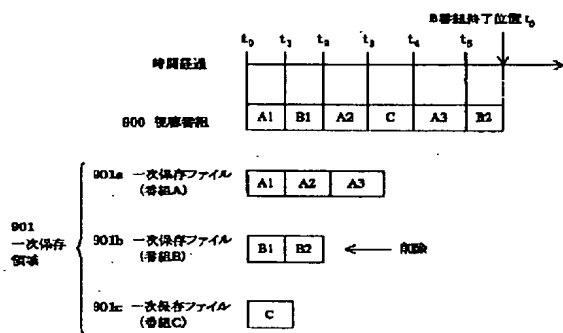 B番組終了位置 t₆
t₀ t₁ t₂ t₃ t₄ t₅
時間経過
900 視聴番組 A1 B1 A2 C A3 B2
901a 一次保存ファイル
(番組A)
A1 A2 A3
901
一次保存
領域
901b 一次保存ファイル
(番組B)
B1 B2 削除
901c 一次保存ファイル
(番組C)
C